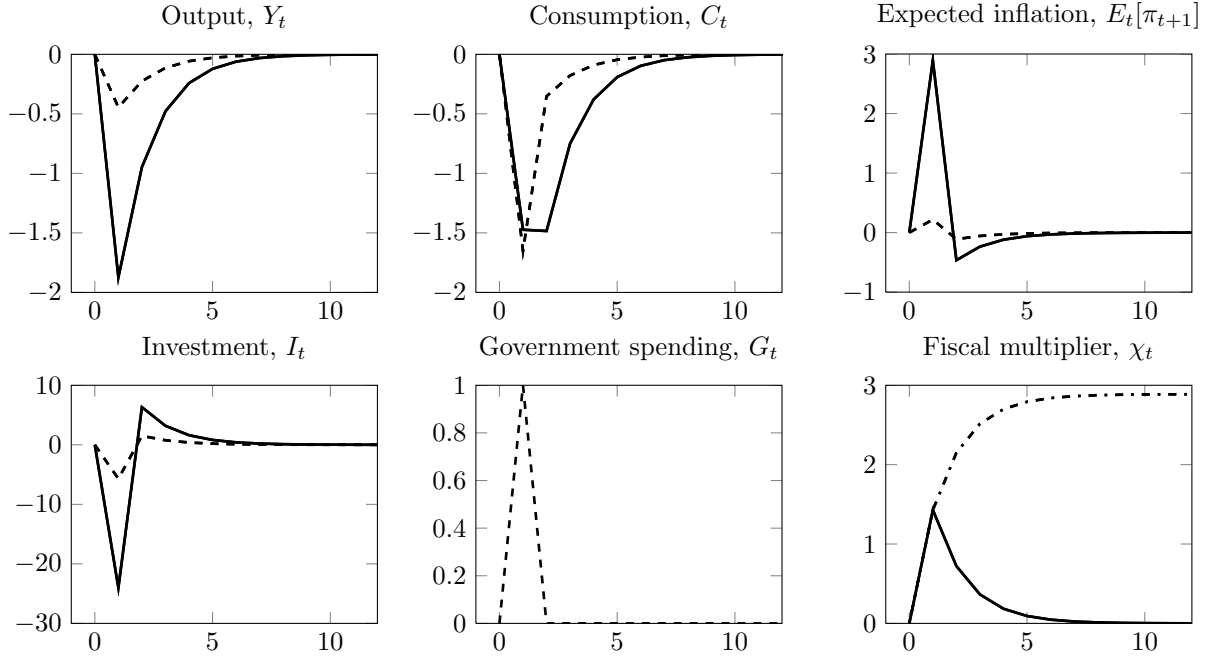 Output, Y_t
0
−0.5
−1
−1.5
−2
0 5 10
Consumption, C_t
0
−0.5
−1
−1.5
−2
0 5 10
Expected inflation, E_t[π_{t+1}]
3
2
1
0
1
0 5 10
Investment, I_t
10
0
−10
−20
−30
0 5 10
Government spending, G_t
1
0.8
0.6
0.4
0.2
0
0 5 10
Fiscal multiplier, χ_t
3
2
1
0
0 5 10